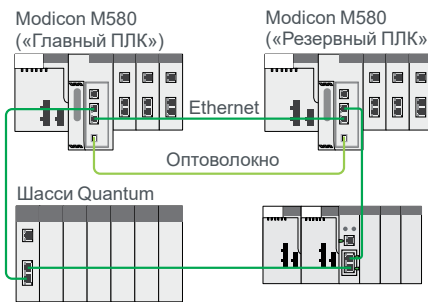 Modicon M580
(«Главный ПЛК»)
Modicon M580
(«Резервный ПЛК»
Ethernet
Оптоволокно
Шасси Quantum